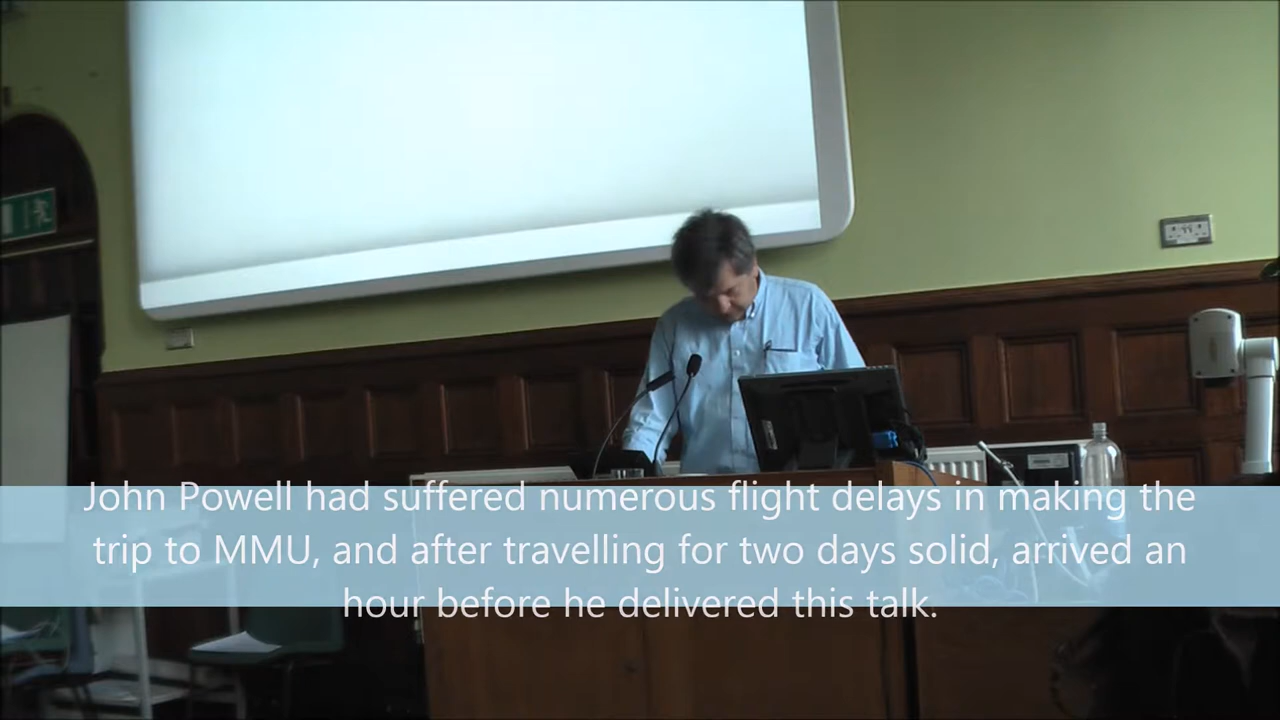 John Powell had suffered numerous flight delays in making the
trip to MMU, and after travelling for two days solid, arrived an
hour before he delivered this talk.